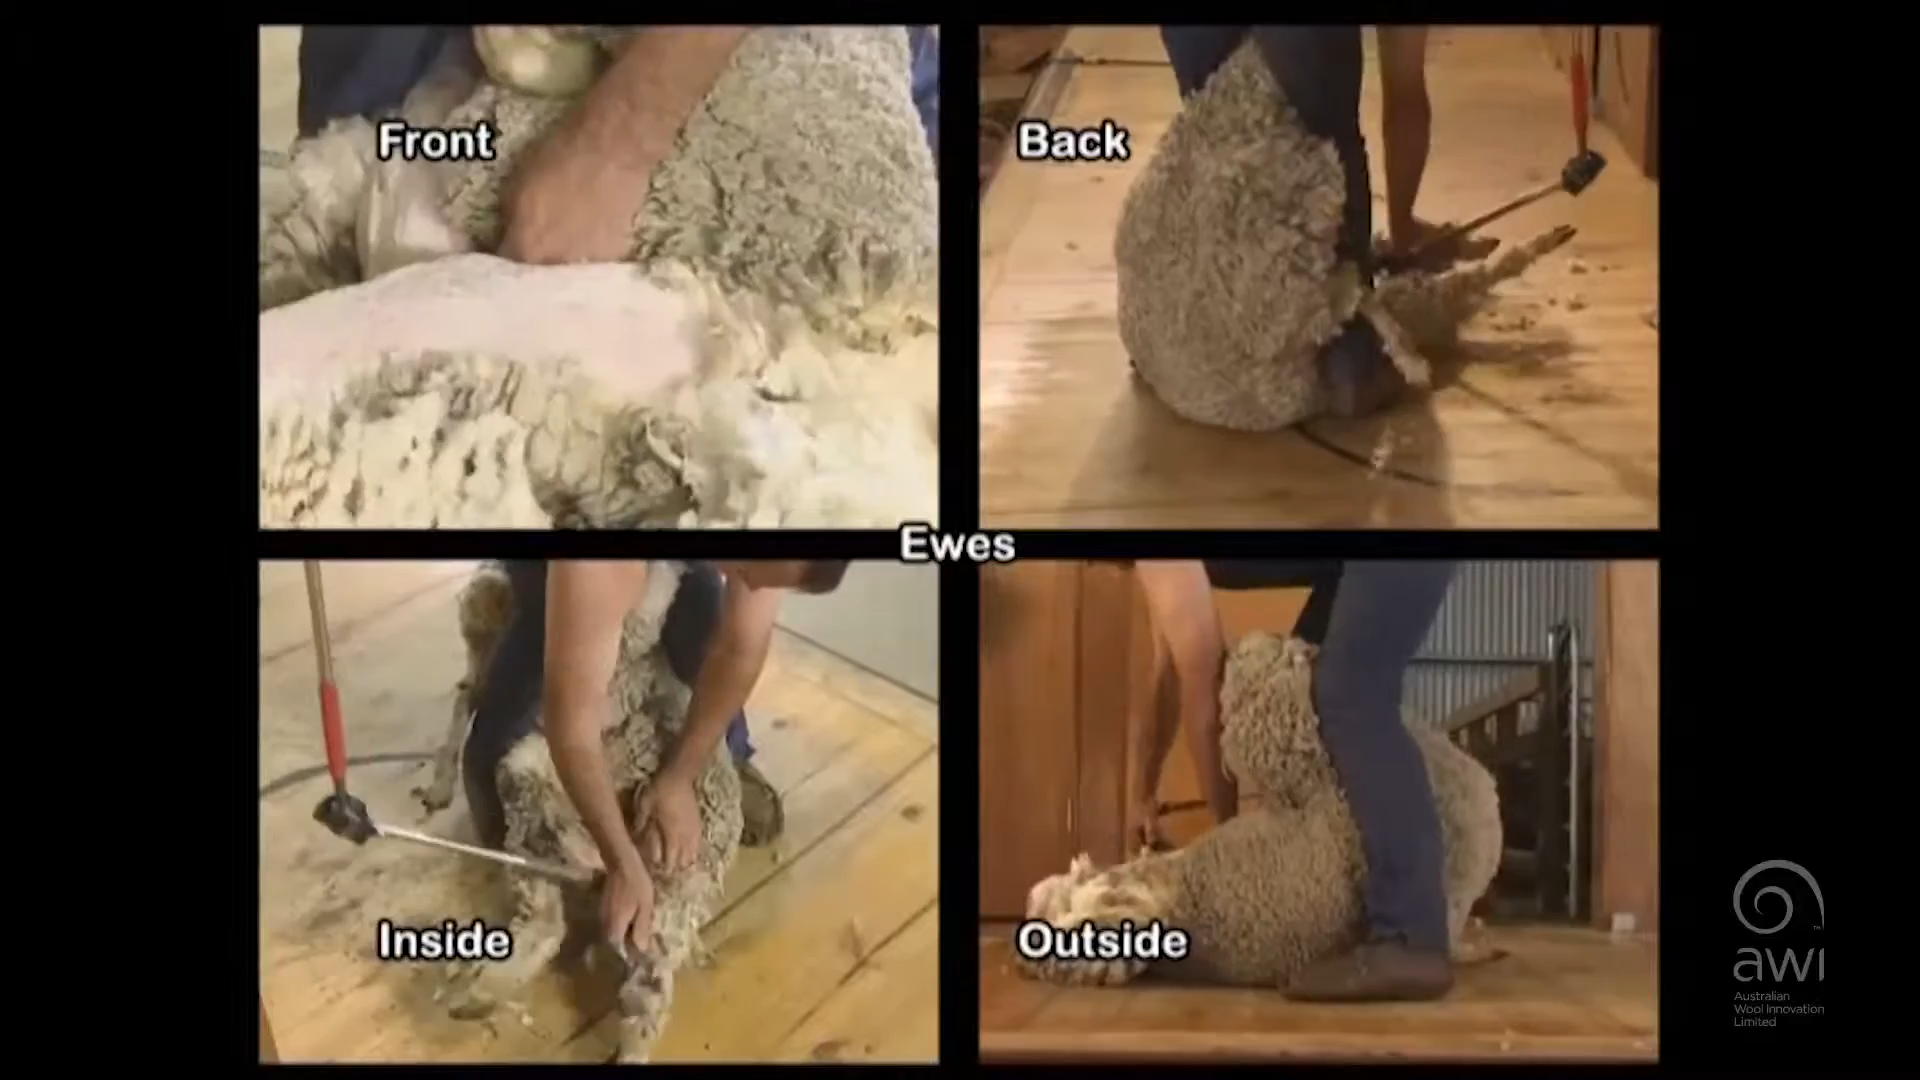 Front
Back
Ewes
Inside
Outside
awi
Australian
Wool Innovation
Limited